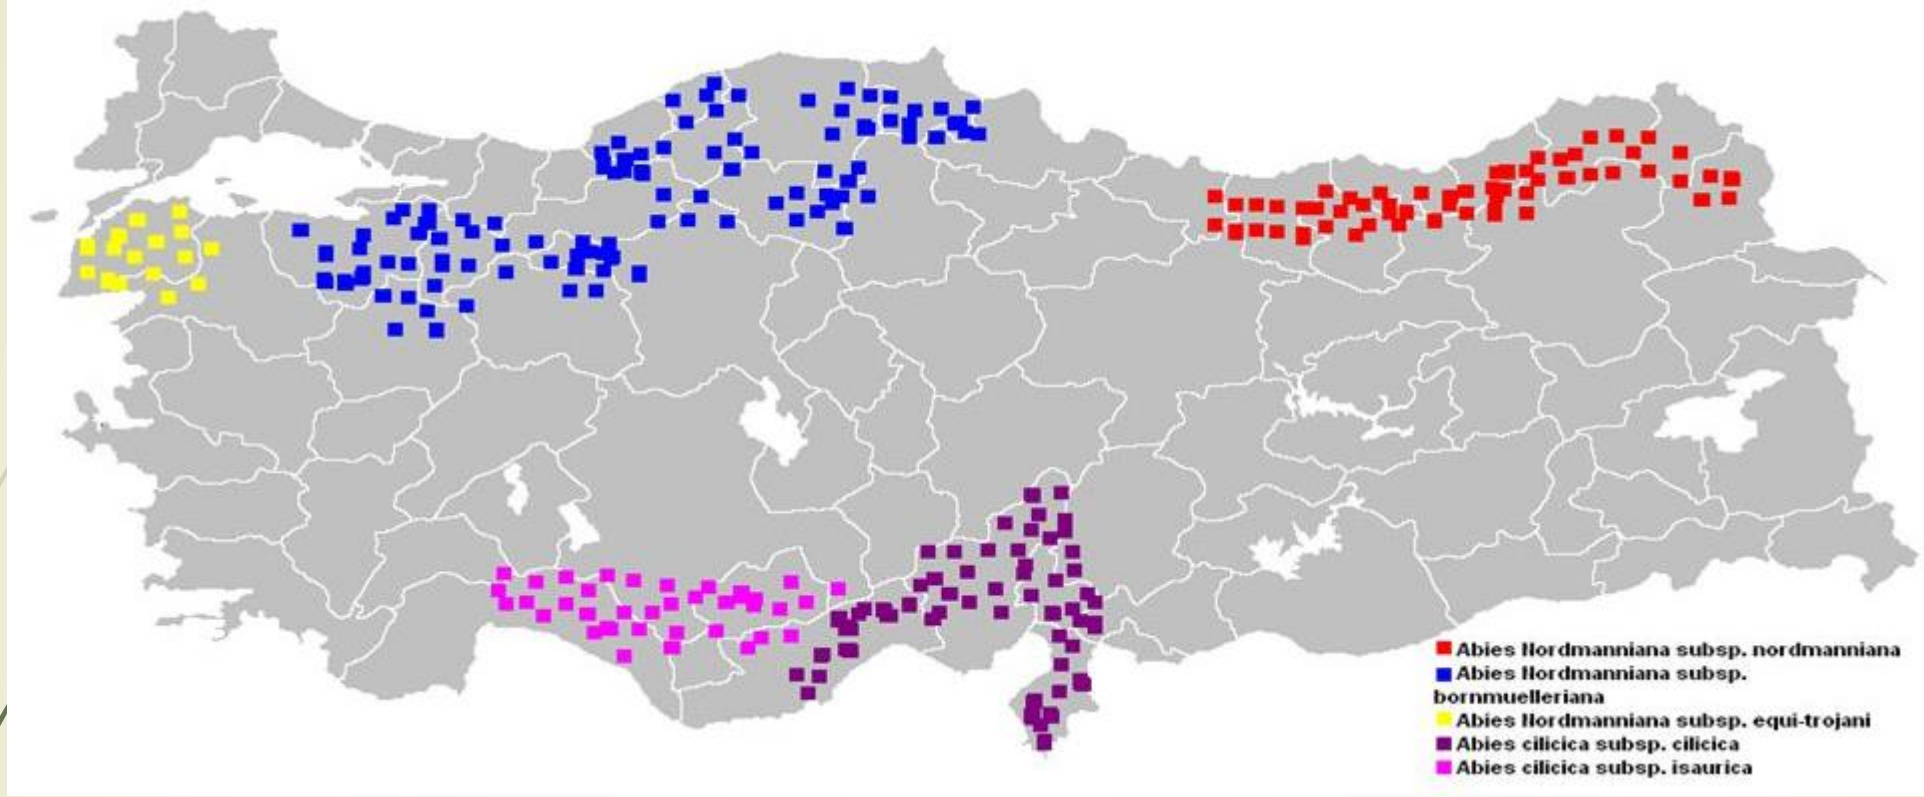 Abies Nordmanniana subsp. nordmanniana
Abies Nordmanniana subsp.
bornmuelleriana
Abies Nordmanniana subsp. equi-trojani
Abies cilicica subsp. cilicica
Abies cilicica subsp. isaurica